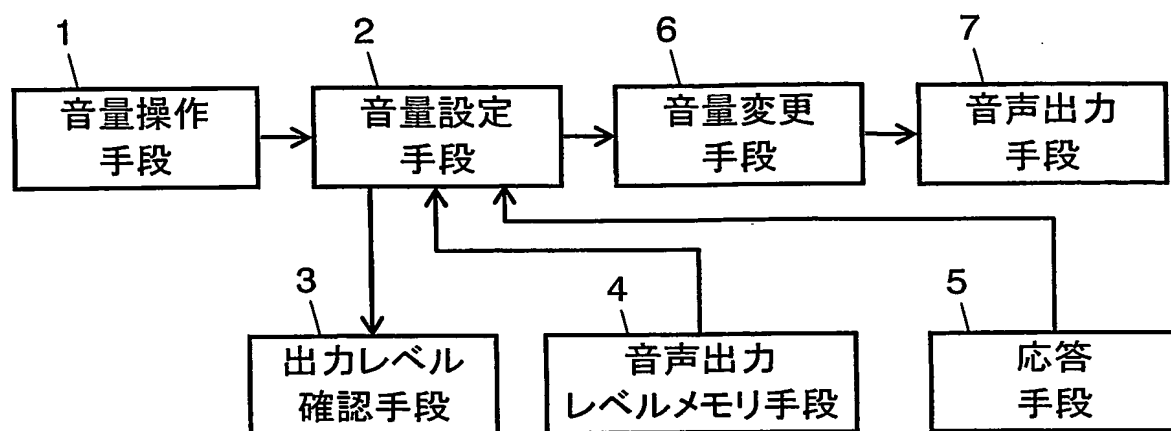 1
音量操作
手段
2
音量設定
手段
6
音量変更
手段
7
音声出力
手段
3
出力レベル
確認手段
4
音声出力
レベルメモリ手段
5
応答
手段